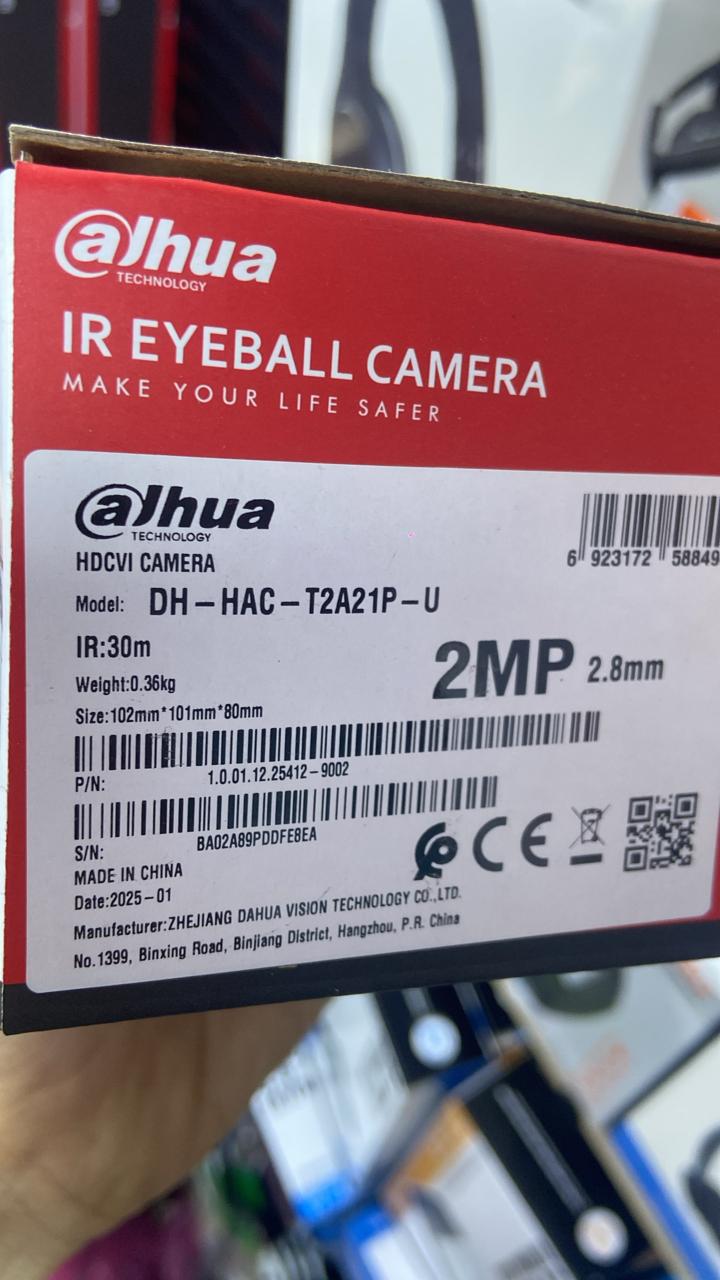 alhua
TECHNOLOGY
IR EYEBALL CAMERA
MAKE YOUR LIFE SAFER
alhua
TECHNOLOGY
HDCVI CAMERA
6 923172 58849
Model: DH-HAC-T2A21P-U
IR:30m
2MP 2.8mm
Weight:0.36kg
Size:102mm*101mm*80mm
P/N: 1.0.01.12.25412-9002
S/N: BA02A89PDDFE8EA
CE
MADE IN CHINA
Date:2025-01
Manufacturer:ZHEJIANG DAHUA VISION TECHNOLOGY CO.,LTD.
No.1399, Binxing Road, Binjiang District, Hangzhou, P.R. China